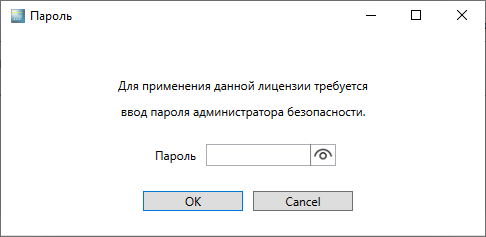 Пароль
Для применения данной лицензии требуется
ввод пароля администратора безопасности.
Пароль
OK
Cancel